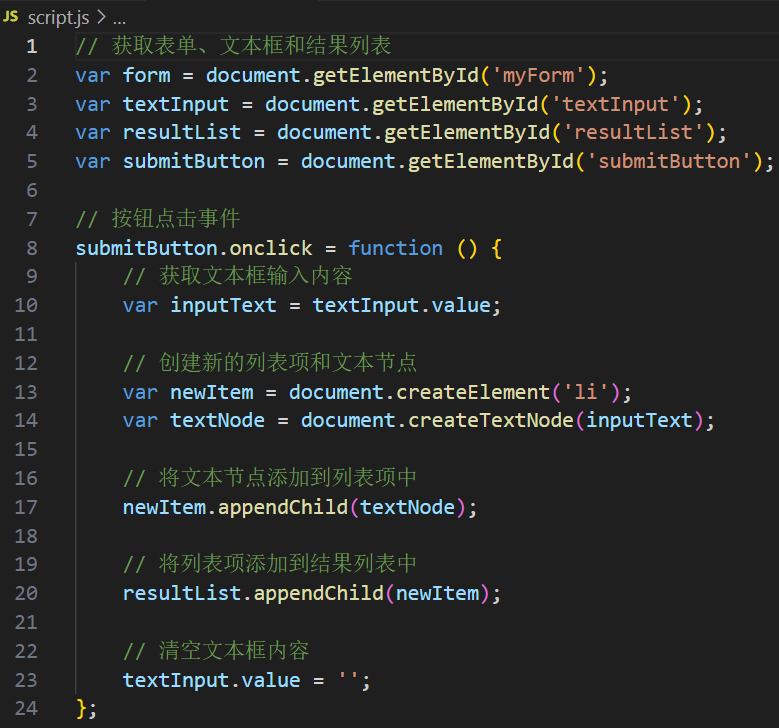 JS script.js > ...
1 // 获取表单、文本框和结果列表
2 var form = document.getElementById('myForm');
3 var textInput = document.getElementById('textInput');
4 var resultList = document.getElementById('resultList');
5 var submitButton = document.getElementById('submitButton');
6
7 // 按钮点击事件
8 submitButton.onclick = function () {
9     // 获取文本框输入内容
10     var inputText = textInput.value;
11
12     // 创建新的列表项和文本节点
13     var newItem = document.createElement('li');
14     var textNode = document.createTextNode(inputText);
15
16     // 将文本节点添加到列表项中
17     newItem.appendChild(textNode);
18
19     // 将列表项添加到结果列表中
20     resultList.appendChild(newItem);
21
22     // 清空文本框内容
23     textInput.value = '';
24 };